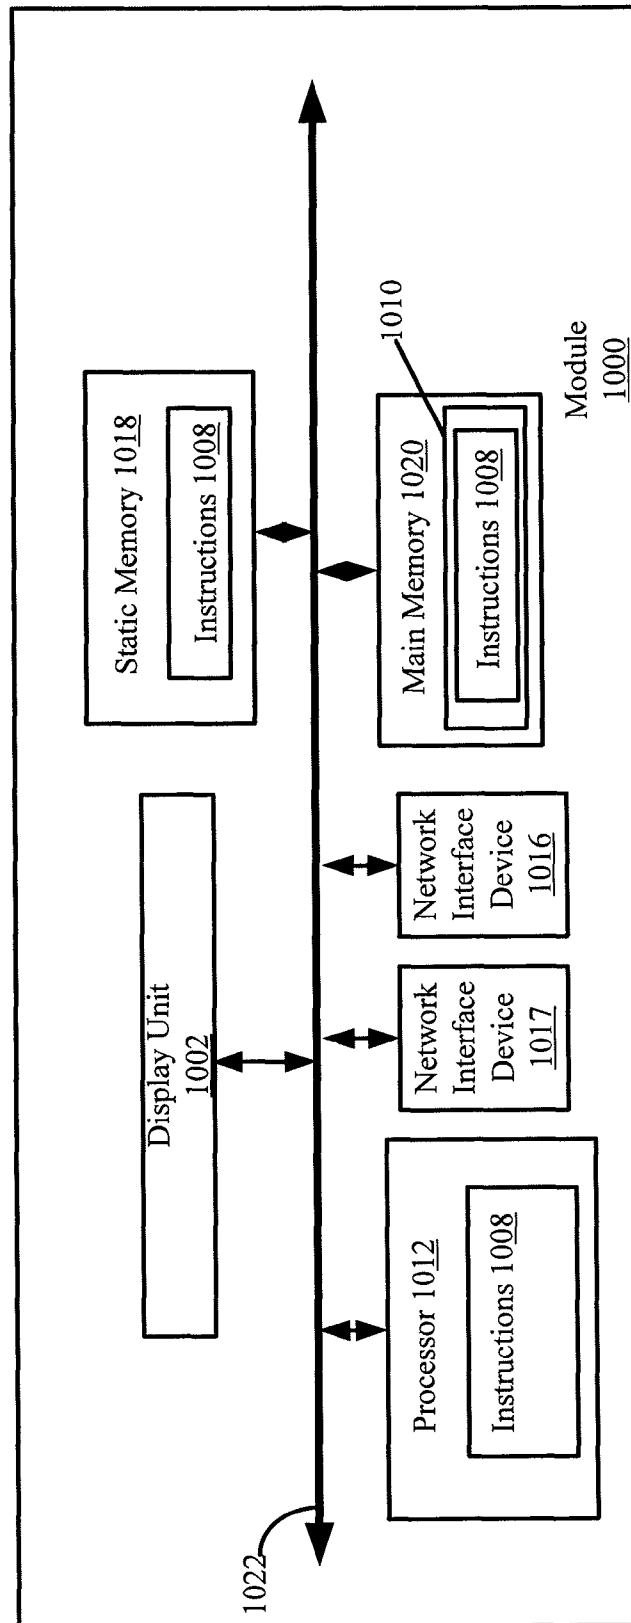 1022
Display Unit
1002
Static Memory 1018
Instructions 1008
Processor 1012
Instructions 1008
Network
Interface
Device
1017
Network
Interface
Device
1016
Main Memory 1020
Instructions 1008
1010
Module
1000